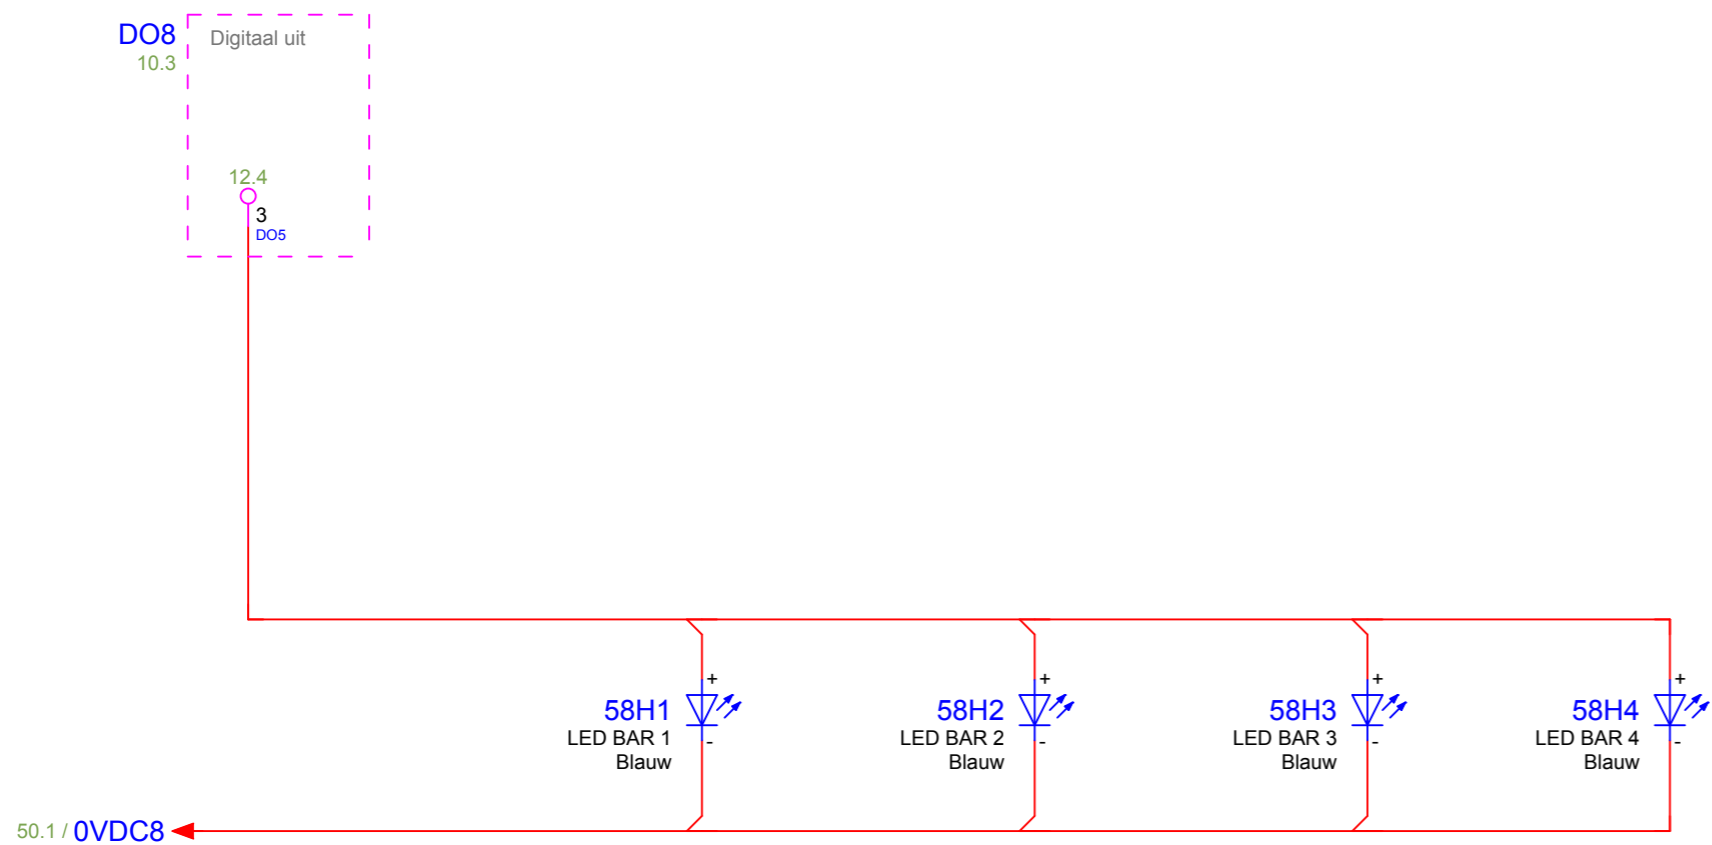 DO8
Digitaal uit
10.3
12.4
3
DO5
+
58H1
LED BAR 1
-
Blauw
+
58H2
LED BAR 2
-
Blauw
+
58H3
LED BAR 3
-
Blauw
+
58H4
LED BAR 4
-
Blauw
50.1 / 0VDC8